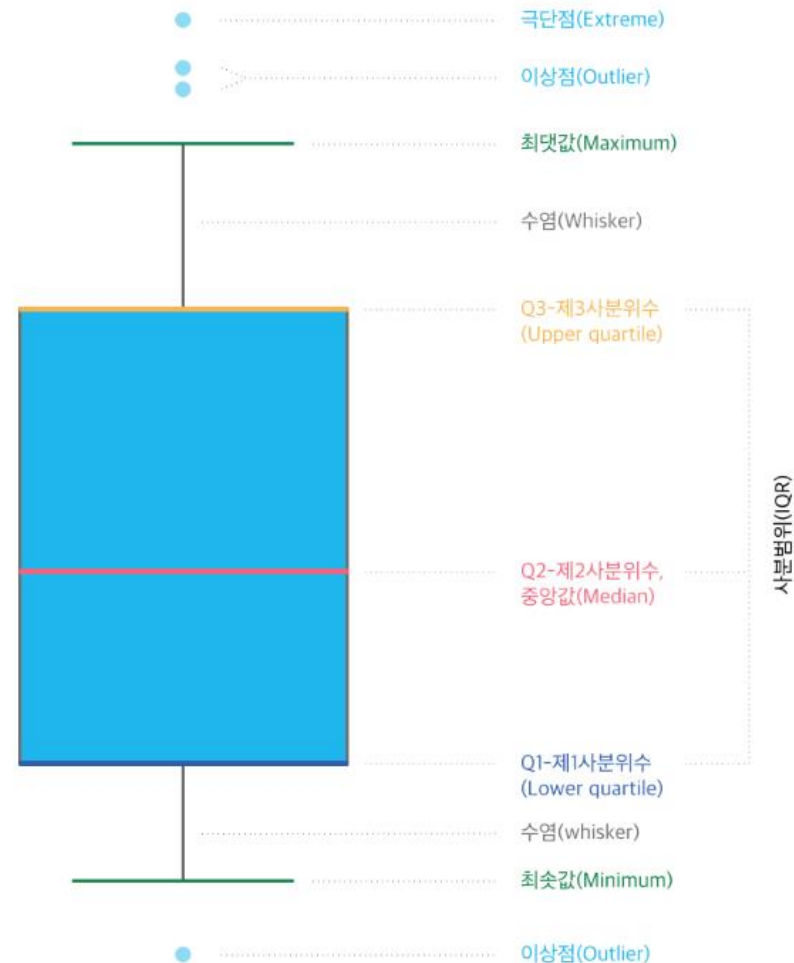 극단점(Extreme)
이상점(Outlier)
최댓값(Maximum)
수염(Whisker)
Q3-제3사분위수
(Upper quartile)
사분범위(IQR)
Q2-제2사분위수,
중앙값(Median)
Q1-제1사분위수
(Lower quartile)
수염(whisker)
최솟값(Minimum)
이상점(Outlier)